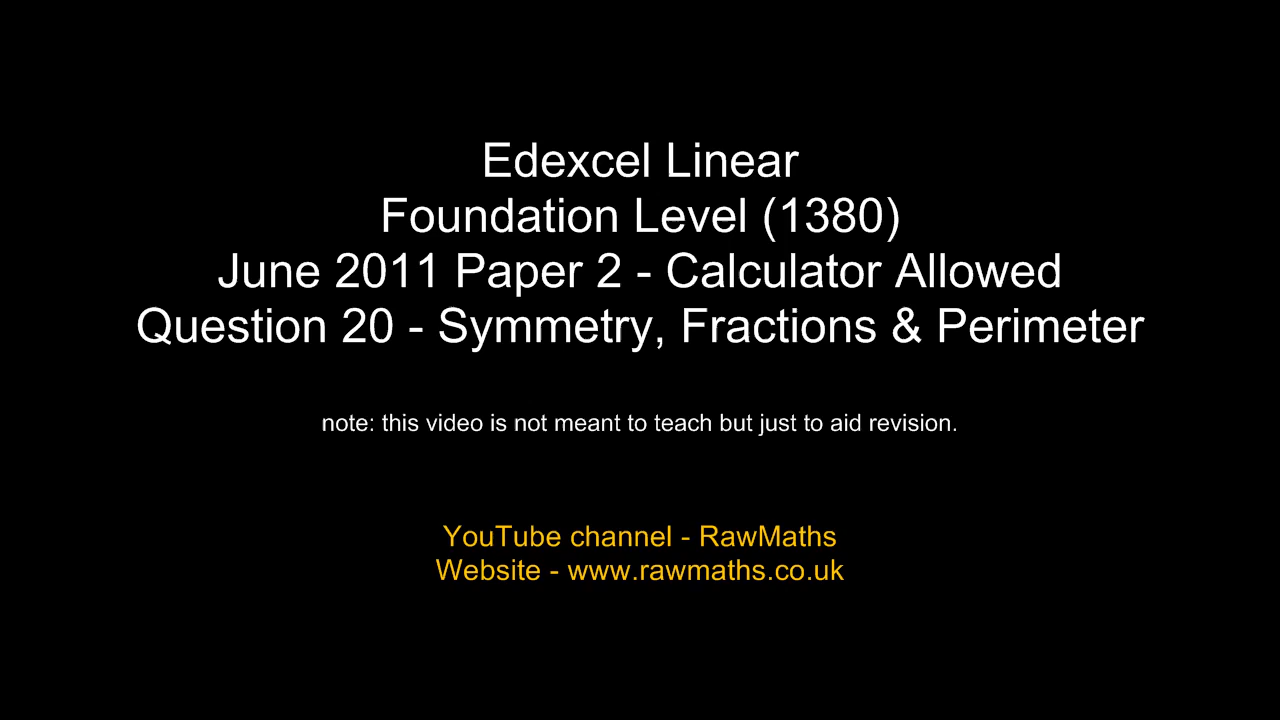 Edexcel Linear
Foundation Level (1380)
June 2011 Paper 2 - Calculator Allowed
Question 20 - Symmetry, Fractions & Perimeter
note: this video is not meant to teach but just to aid revision.
YouTube channel - RawMaths
Website - www.rawmaths.co.uk